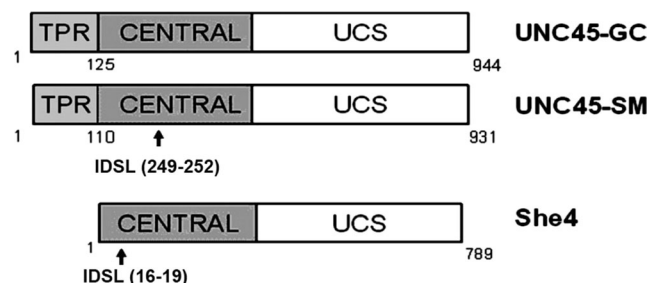 TPR CENTRAL UCS UNC45-GC
1 125 944
TPR CENTRAL UCS UNC45-SM
1 110 931
IDSL (249-252)
CENTRAL UCS She4
1 789
IDSL (16-19)